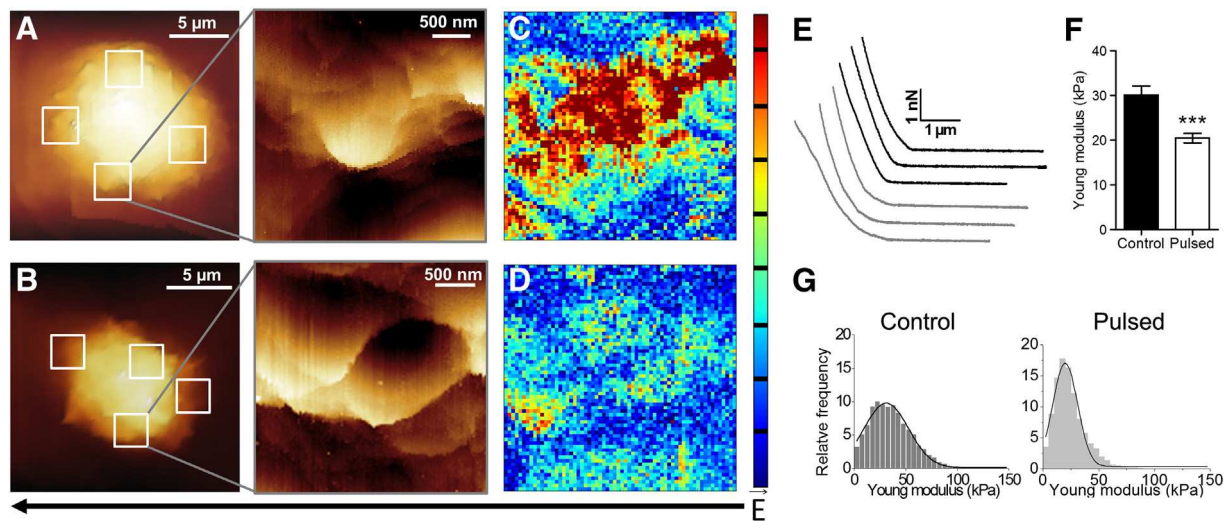 A
5 µm
500 nm
C
B
5 µm
500 nm
D
E
E
1 nN
1 µm
F
Young modulus (kPa)
40
30
20
10
0
***
Control Pulsed
G
Control
Relatve frequency
20
15
10
5
0
0 50 100 150
Young modulus (kPa)
Pulsed
20
15
10
5
0
0 50 100 150
Young modulus (kPa)